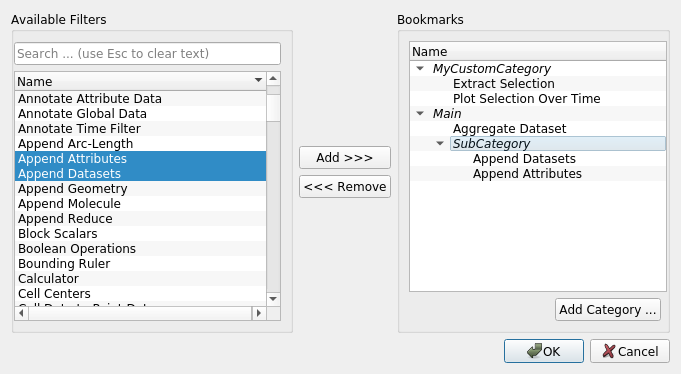 Available Filters
Search ... (use Esc to clear text)
Name
Annotate Attribute Data
Annotate Global Data
Annotate Time Filter
Append Arc-Length
Append Attributes
Append Datasets
Append Geometry
Append Molecule
Append Reduce
Block Scalars
Boolean Operations
Bounding Ruler
Calculator
Cell Centers
Add >>>
<<< Remove
Bookmarks
Name
MyCustomCategory
Extract Selection
Plot Selection Over Time
Main
Aggregate Dataset
SubCategory
Append Datasets
Append Attributes
Add Category ...
OK
Cancel